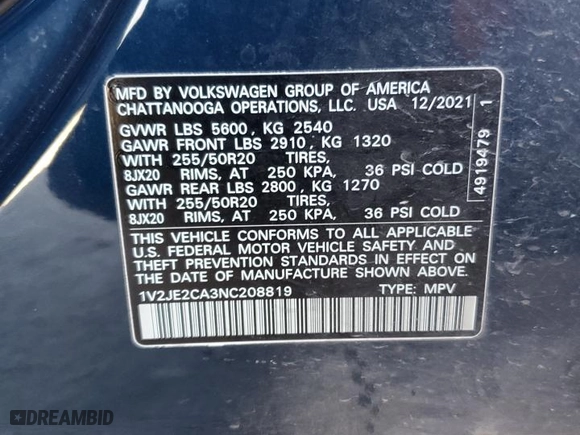 MFD BY VOLKSWAGEN GROUP OF AMERICA
CHATTANOOGA OPERATIONS, LLC. USA 12/2021
GVWR LBS 5600, KG 2540
GAWR FRONT LBS 2910, KG 1320
WITH 255/50R20 TIRES,
8JX20 RIMS, AT 250 KPA, 36 PSI COLD
GAWR REAR LBS 2800, KG 1270
WITH 255/50R20 TIRES,
8JX20 RIMS, AT 250 KPA, 36 PSI COLD
THIS VEHICLE CONFORMS TO ALL APPLICABLE
U.S. FEDERAL MOTOR VEHICLE SAFETY AND
THEFT PREVENTION STANDARDS IN EFFECT ON
THE DATE OF MANUFACTURE SHOWN ABOVE.
1V2JE2CA3NC208819 TYPE: MPV
4919479 1
DREAMBID